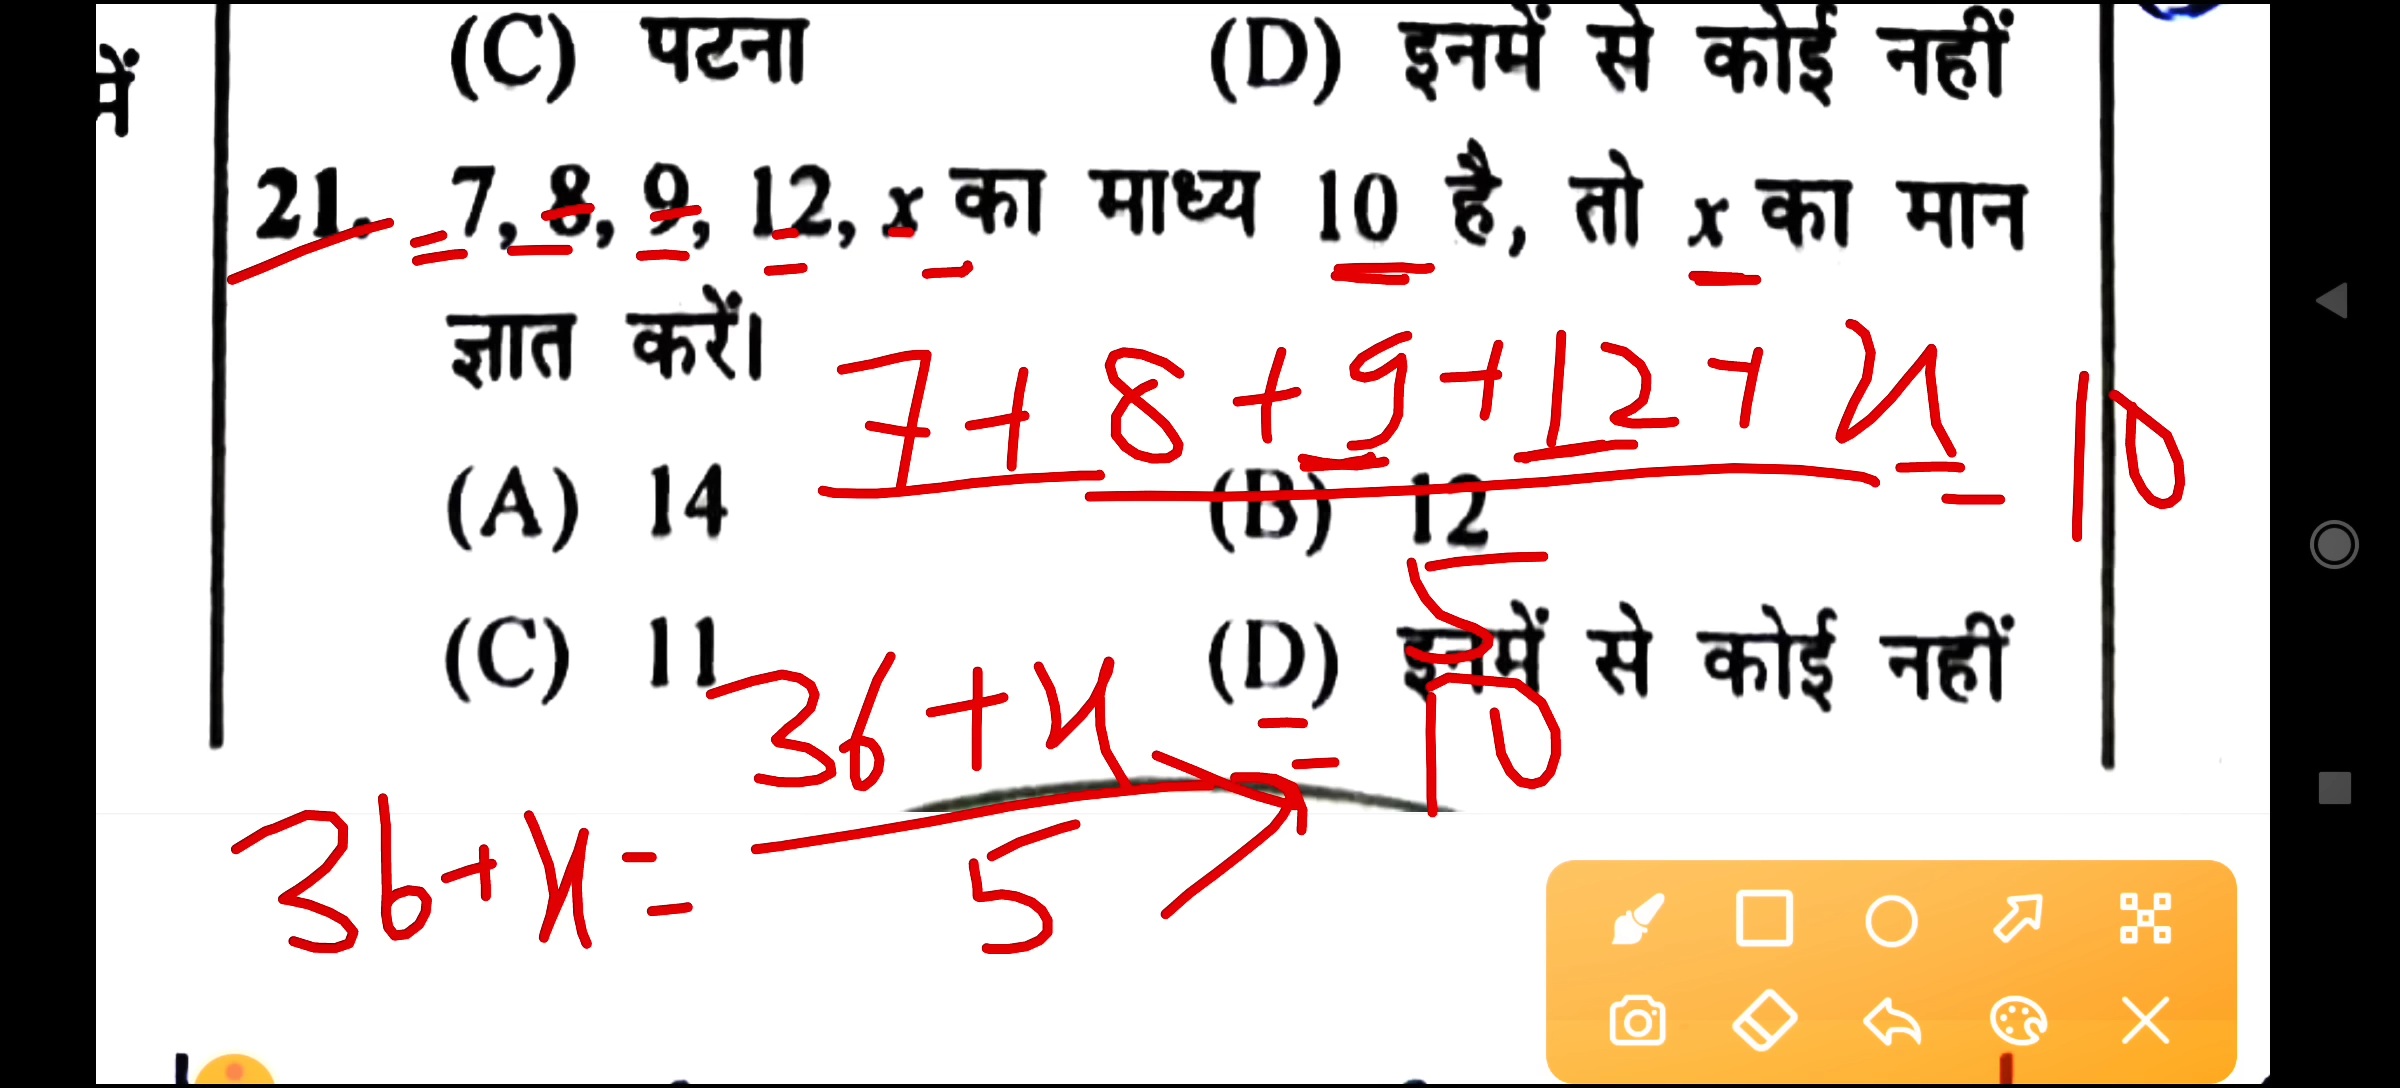 में
(C) पटना (D) इनमें से कोई नहीं
21. 7, 8, 9, 12, x का माध्य 10 है, तो x का मान
ज्ञात करें।
7+8+9+12+x = 10
(A) 14 (B) 12
5
(C) 11 (D) इनमें से कोई नहीं
36+x = 10
5
36+x=